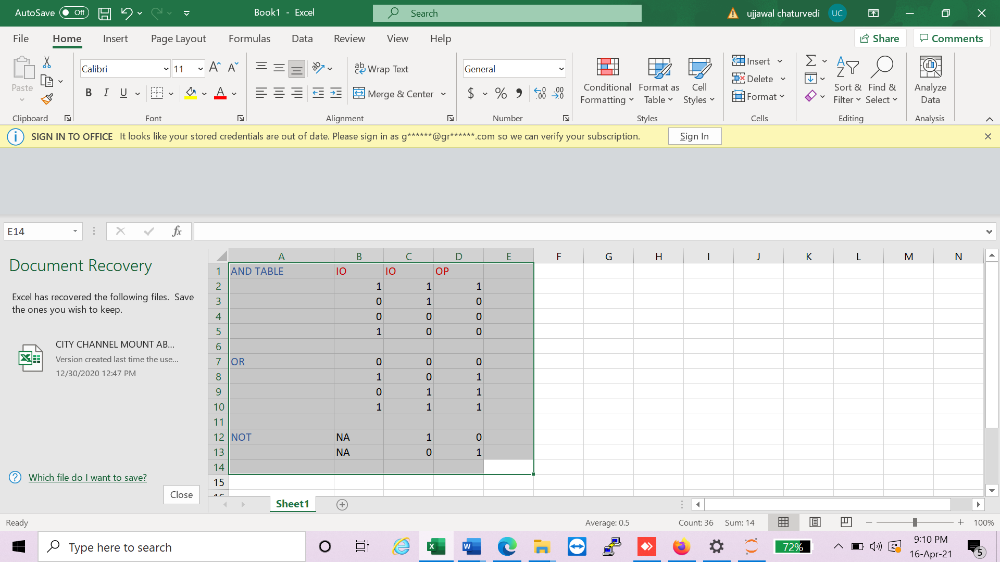 AutoSave Off Book1 - Excel Search ujjawal chaturvedi UC
File Home Insert Page Layout Formulas Data Review View Help Share Comments
Calibri 11 ab Wrap Text General Insert
Paste Conditional Format as Cell Delete Sort & Find & Analyze
B I U A Merge & Center $ % Formatting Table Styles Format Filter Select Data
Clipboard Font Alignment Number Styles Cells Editing Analysis
SIGN IN TO OFFICE It looks like your stored credentials are out of date. Please sign in as g******@gr******.com so we can verify your subscription. Sign In
E14 fx
Document Recovery
Excel has recovered the following files. Save
the ones you wish to keep.
CITY CHANNEL MOUNT AB...
Version created last time the use...
12/30/2020 12:47 PM
Which file do I want to save?
Close
A B C D E F G H I J K L M N
1 AND TABLE IO IO OP
2 1 1 1
3 0 1 0
4 0 0 0
5 1 0 0
6
7 OR 0 0 0
8 1 0 1
9 0 1 1
10 1 1 1
11
12 NOT NA 1 0
13 NA 0 1
14
15
Sheet1
Ready Average: 0.5 Count: 36 Sum: 14 100%
Type here to search 72% 9:10 PM
16-Apr-21 5